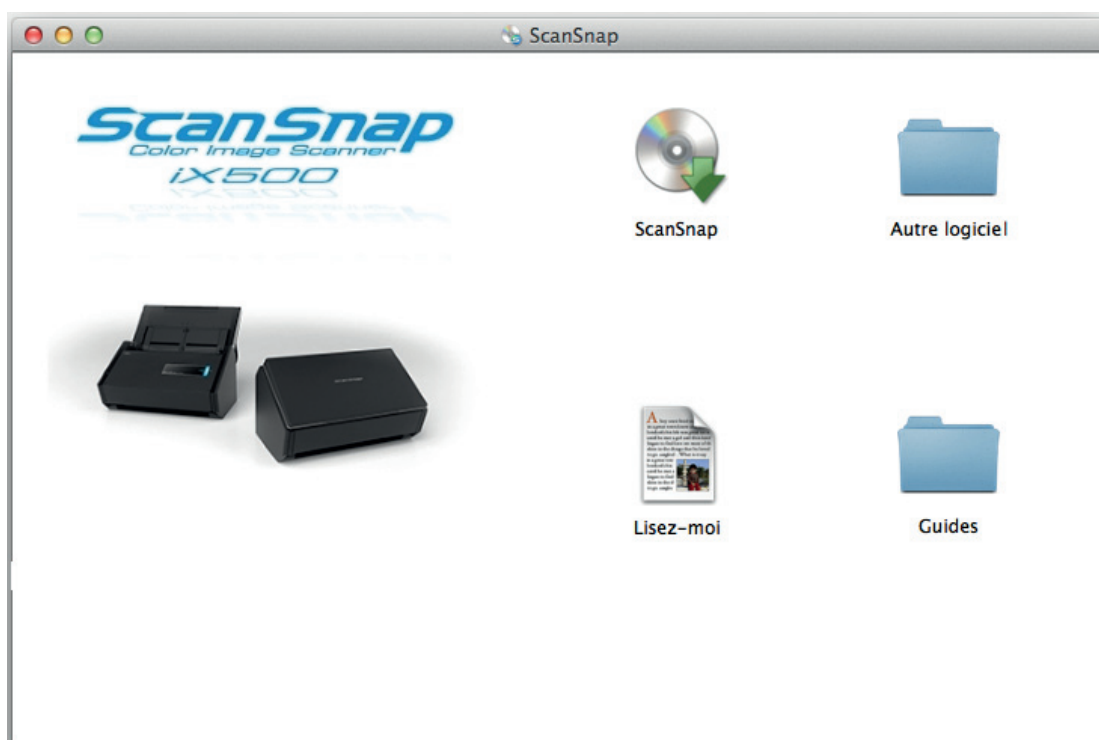 ScanSnap
ScanSnap
Color Image Scanner
iX500
ScanSnap
Autre logiciel
Lisez-moi
Guides